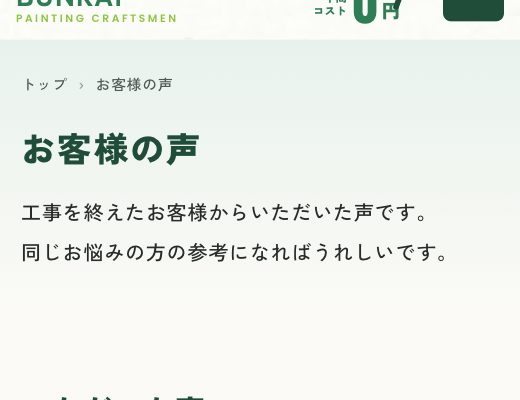 PAINTING CRAFTSMEN
コスト 0円
トップ › お客様の声
お客様の声
工事を終えたお客様からいただいた声です。
同じお悩みの方の参考になればうれしいです。